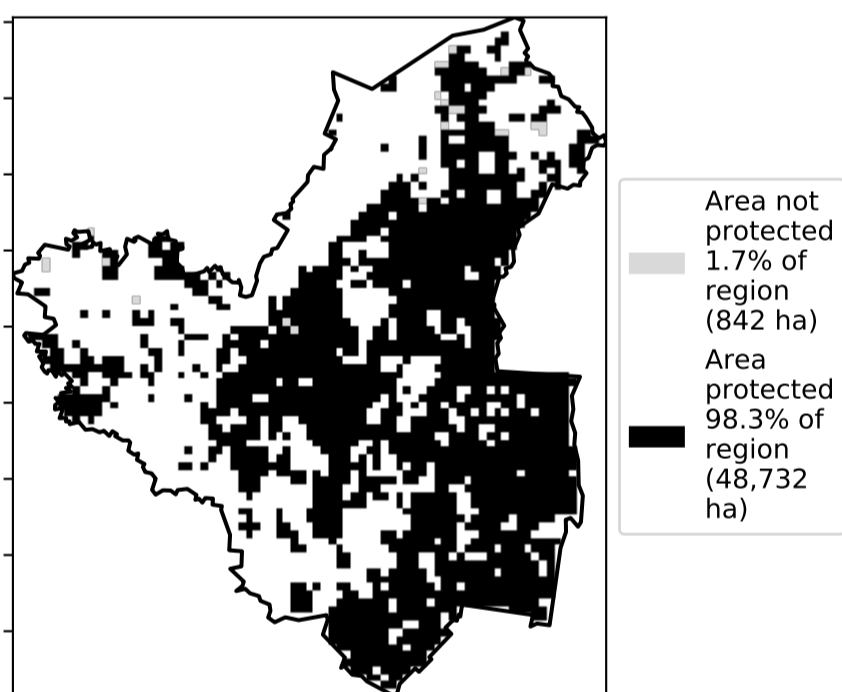 Area not
protected
1.7% of
region
(842 ha)
Area
protected
98.3% of
region
(48,732
ha)